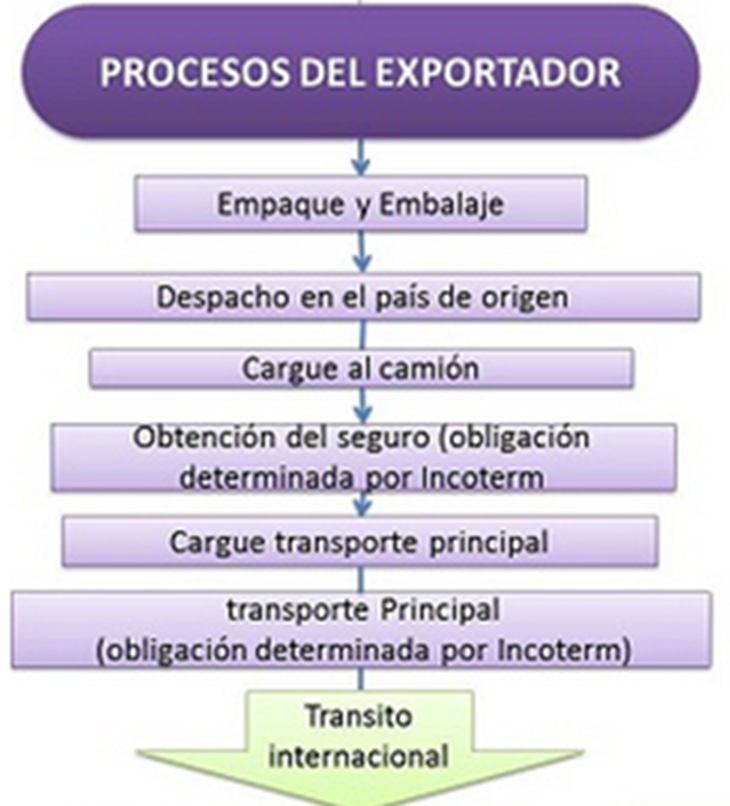 PROCESOS DEL EXPORTADOR
Empaque y Embalaje
Despacho en el país de origen
Cargue al camión
Obtención del seguro (obligación
determinada por Incoterm
Cargue transporte principal
transporte Principal
(obligación determinada por Incoterm)
Transito
internacional